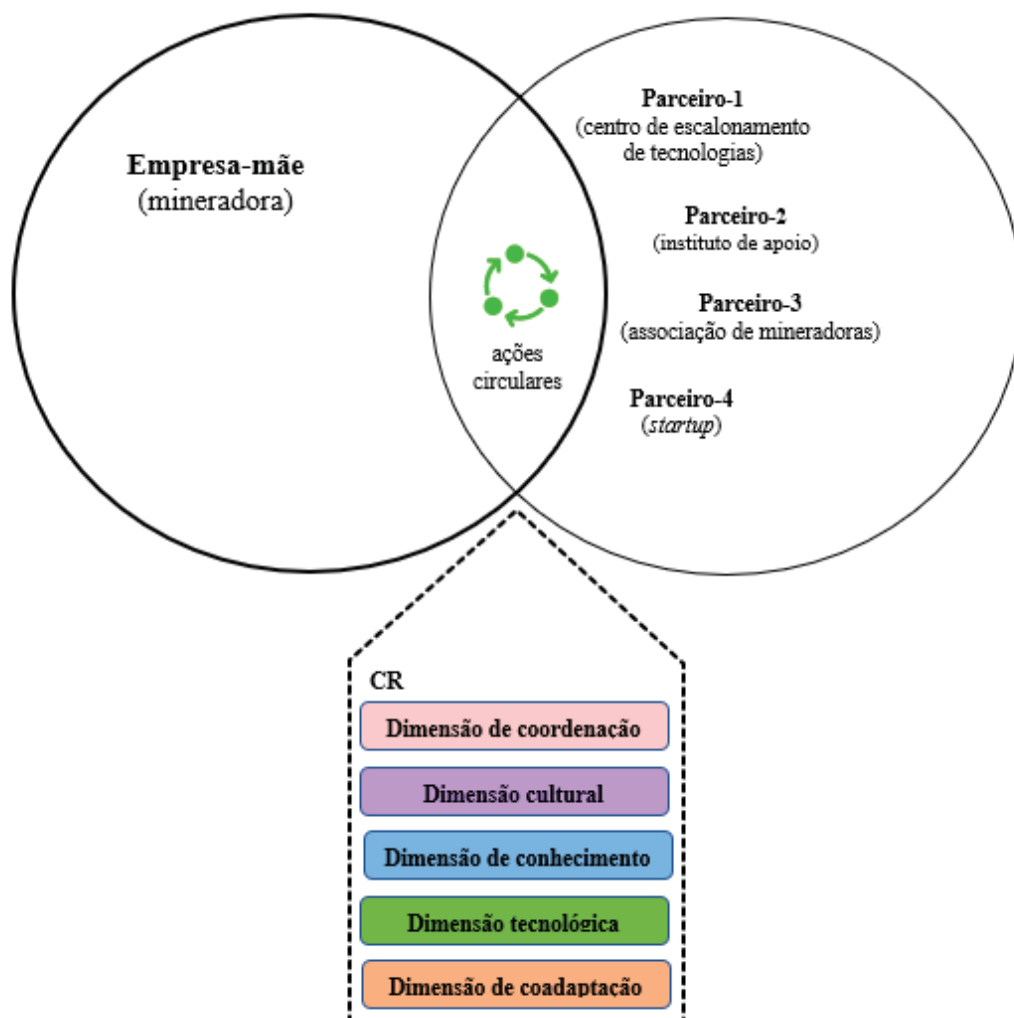 Empresa-mãe
(mineradora)
Parceiro-1
(centro de escalonamento
de tecnologias)
Parceiro-2
(instituto de apoio)
Parceiro-3
(associação de mineradoras)
Parceiro-4
(startup)
ações
circulares
CR
Dimensão de coordenação
Dimensão cultural
Dimensão de conhecimento
Dimensão tecnológica
Dimensão de coadaptação